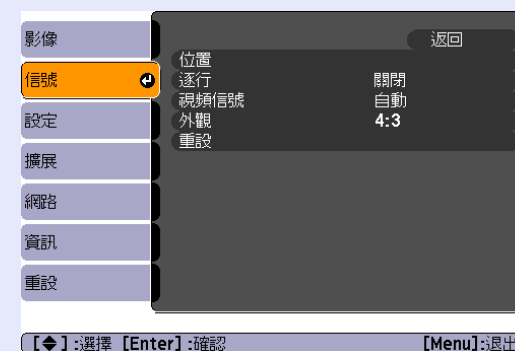 影像
信號
設定
擴展
網路
資訊
重設
返回
位置
逐行 關閉
視頻信號 自動
外觀 4:3
重設
[◆]:選擇 [Enter]:確認 [Menu]:退出